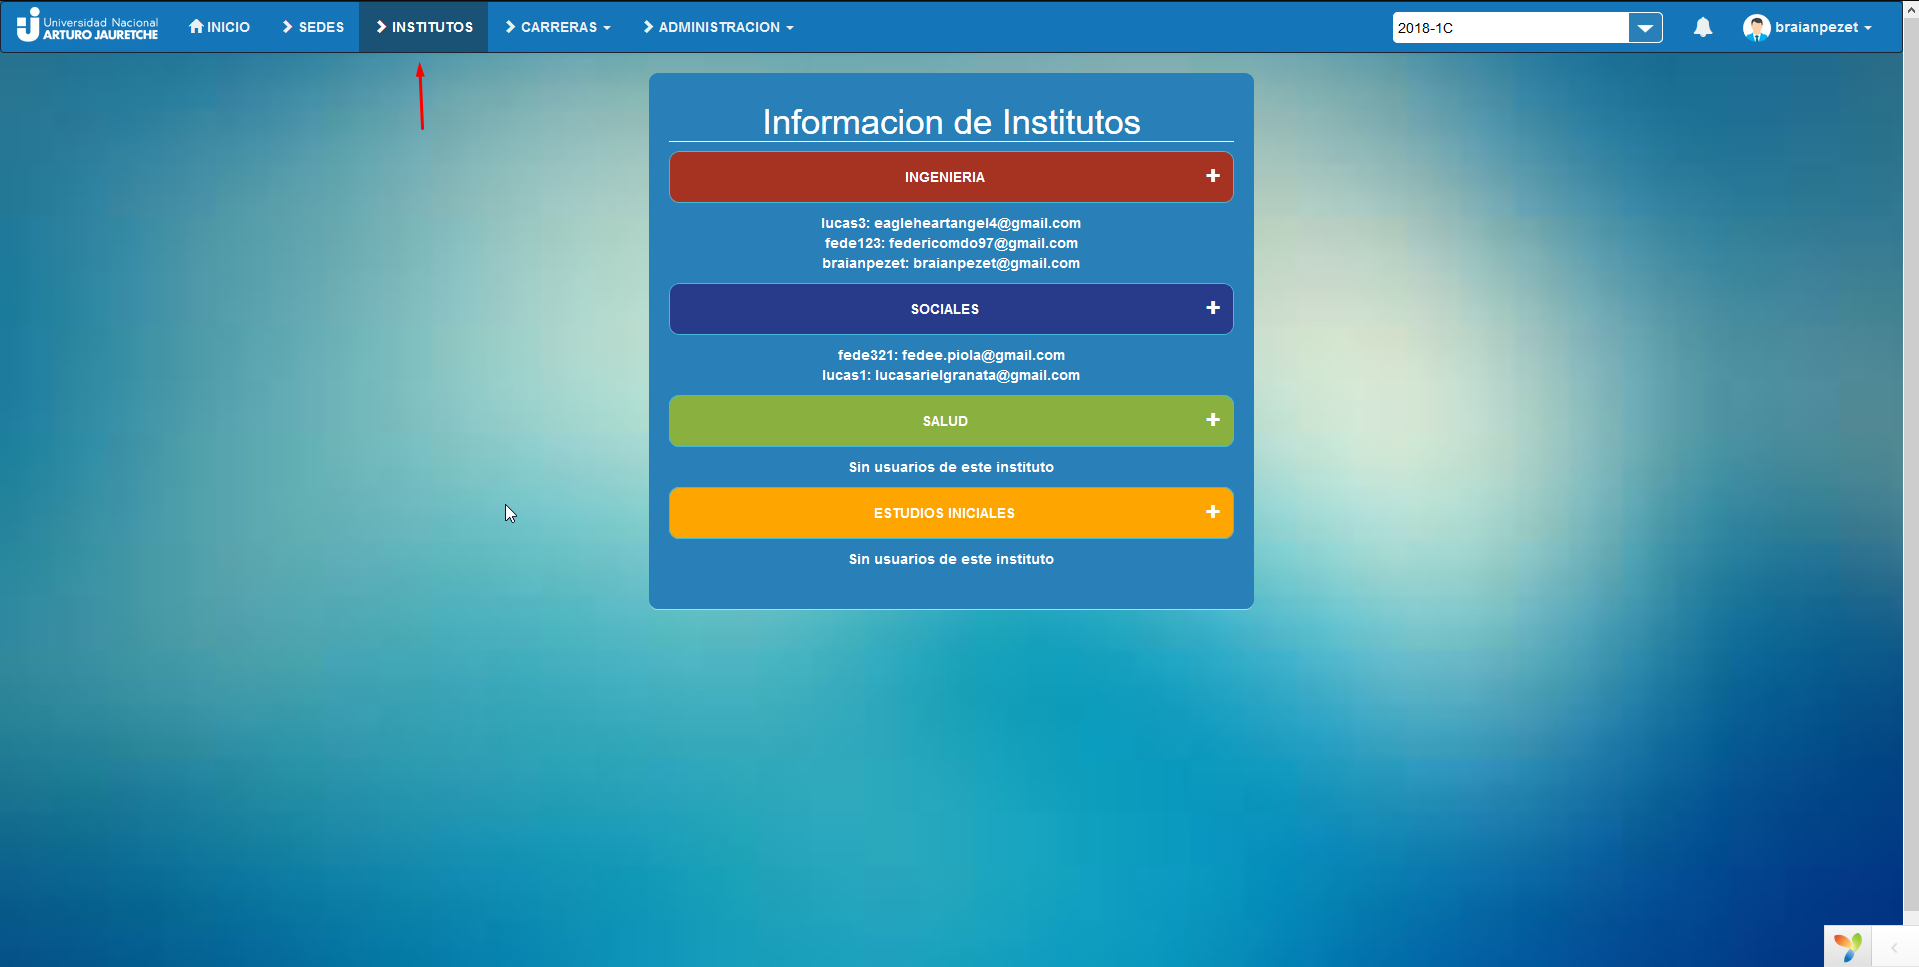 Universidad Nacional
ARTURO JAURETCHE
INICIO
SEDES
INSTITUTOS
CARRERAS
ADMINISTRACION
2018-1C
braianpezet
Informacion de Institutos
INGENIERIA
lucas3: eagleheartangel4@gmail.com
fede123: federicomdo97@gmail.com
braianpezet: braianpezet@gmail.com
SOCIALES
fede321: fedee.piola@gmail.com
lucas1: lucasarielgranata@gmail.com
SALUD
Sin usuarios de este instituto
ESTUDIOS INICIALES
Sin usuarios de este instituto